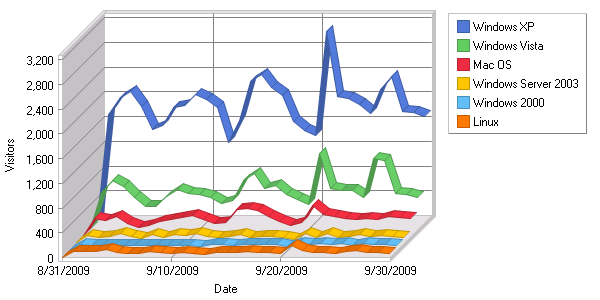 Windows XP
Windows Vista
Mac OS
Windows Server 2003
Windows 2000
Linux
Visitors
3,200
2,800
2,400
2,000
1,600
1,200
800
400
0
8/31/2009 9/10/2009 9/20/2009 9/30/2009
Date